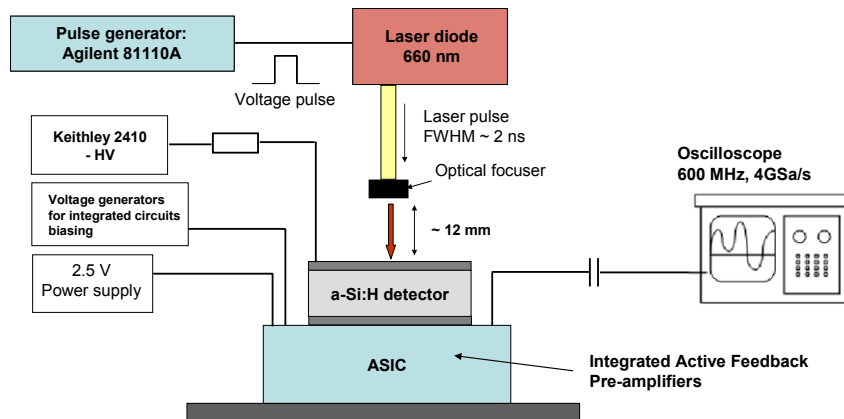 Pulse generator:
Agilent 81110A
Laser diode
660 nm
Voltage pulse
Laser pulse
FWHM ~ 2 ns
Keithley 2410
- HV
Optical focuser
Oscilloscope
600 MHz, 4GSa/s
Voltage generators
for integrated circuits
biasing
~ 12 mm
2.5 V
Power supply
a-Si:H detector
ASIC
Integrated Active Feedback
Pre-amplifiers